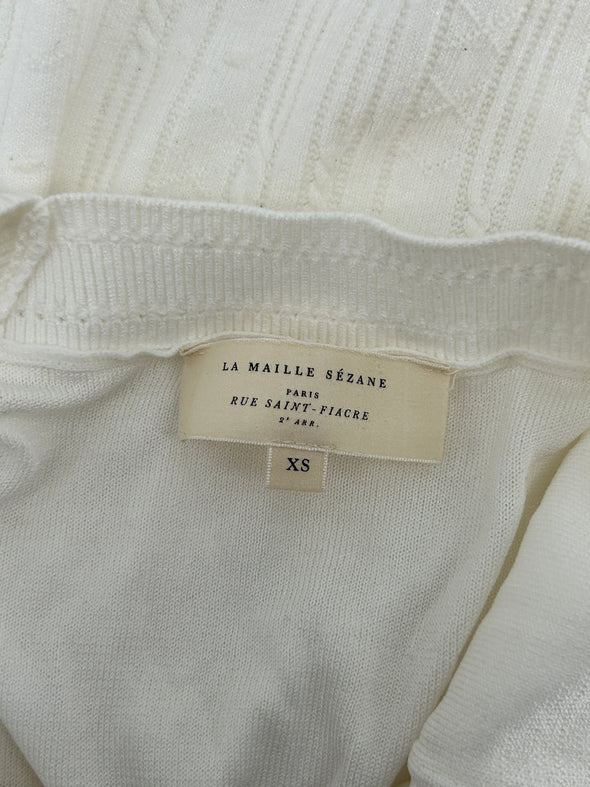 LA MAILLE SÉZANE
PARIS
RUE SAINT-FIACRE
2ᵉ ARR.
XS